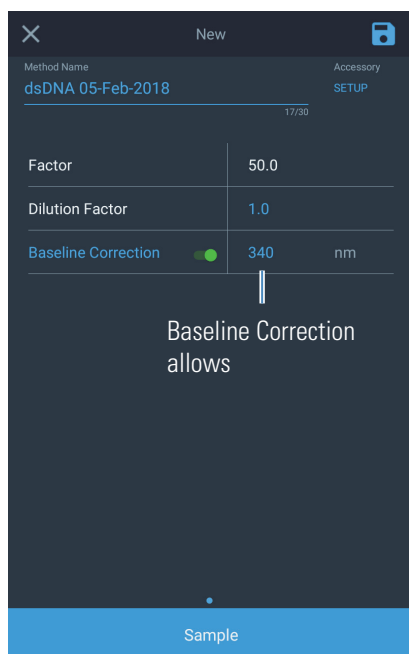 New
Method Name
Accessory
dsDNA 05-Feb-2018
SETUP
17/30
Factor 50.0
Dilution Factor 1.0
Baseline Correction 340 nm
Baseline Correction
allows
Sample